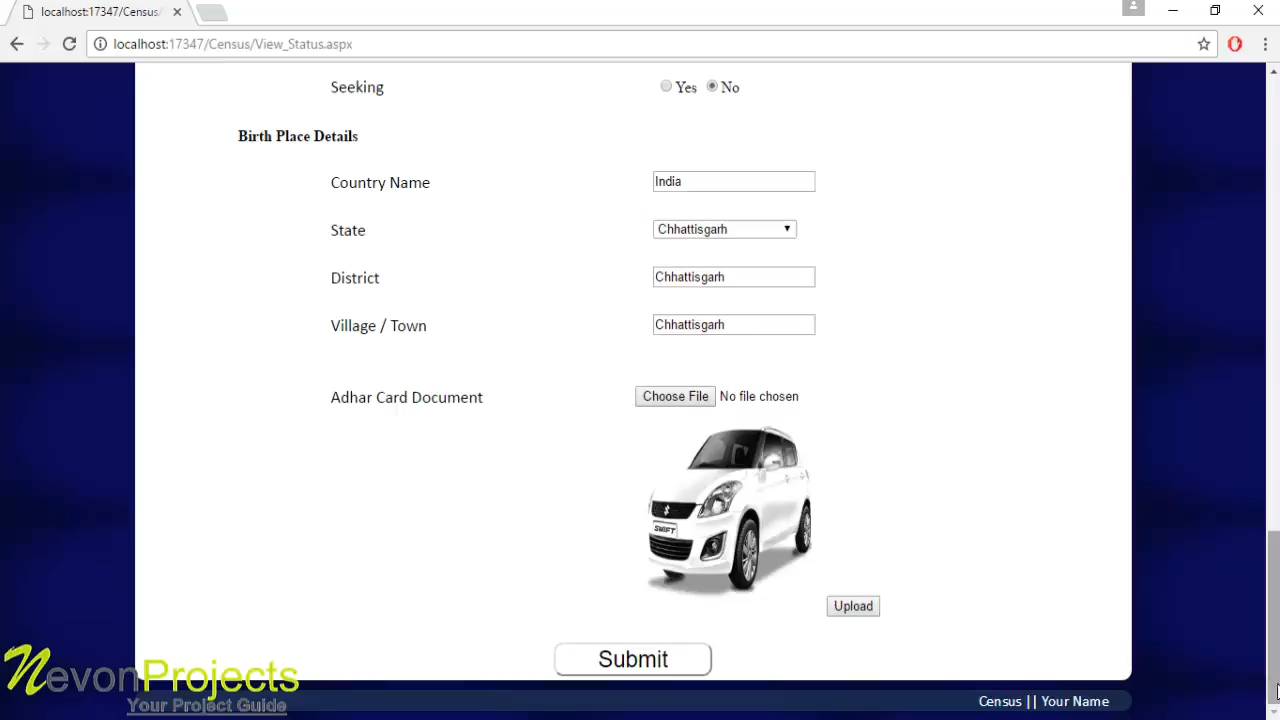 localhost:17347/Census/
localhost:17347/Census/View_Status.aspx
Seeking Yes No
Birth Place Details
Country Name India
State Chhattisgarh
District Chhattisgarh
Village / Town Chhattisgarh
Adhar Card Document Choose File No file chosen
SWIFT
Upload
Submit
NevonProjects
Your Project Guide
Census || Your Name